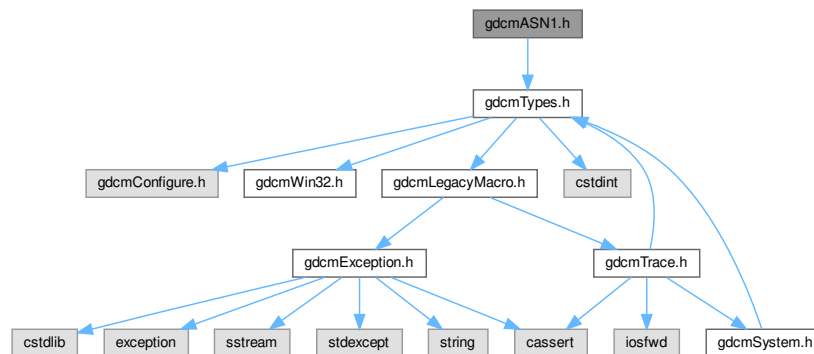 gdcmASN1.h
gdcmTypes.h
gdcmConfigure.h
gdcmWin32.h
gdcmLegacyMacro.h
cstdint
gdcmException.h
gdcmTrace.h
cstdlib
exception
sstream
stdexcept
string
cassert
iosfwd
gdcmSystem.h